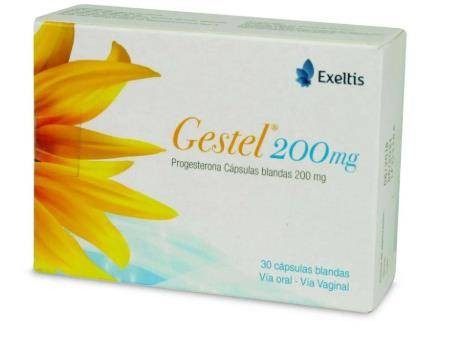 Exeltis
Gestel® 200mg
Progesterona Cápsulas blandas 200 mg
30 cápsulas blandas
Vía oral - Vía Vaginal